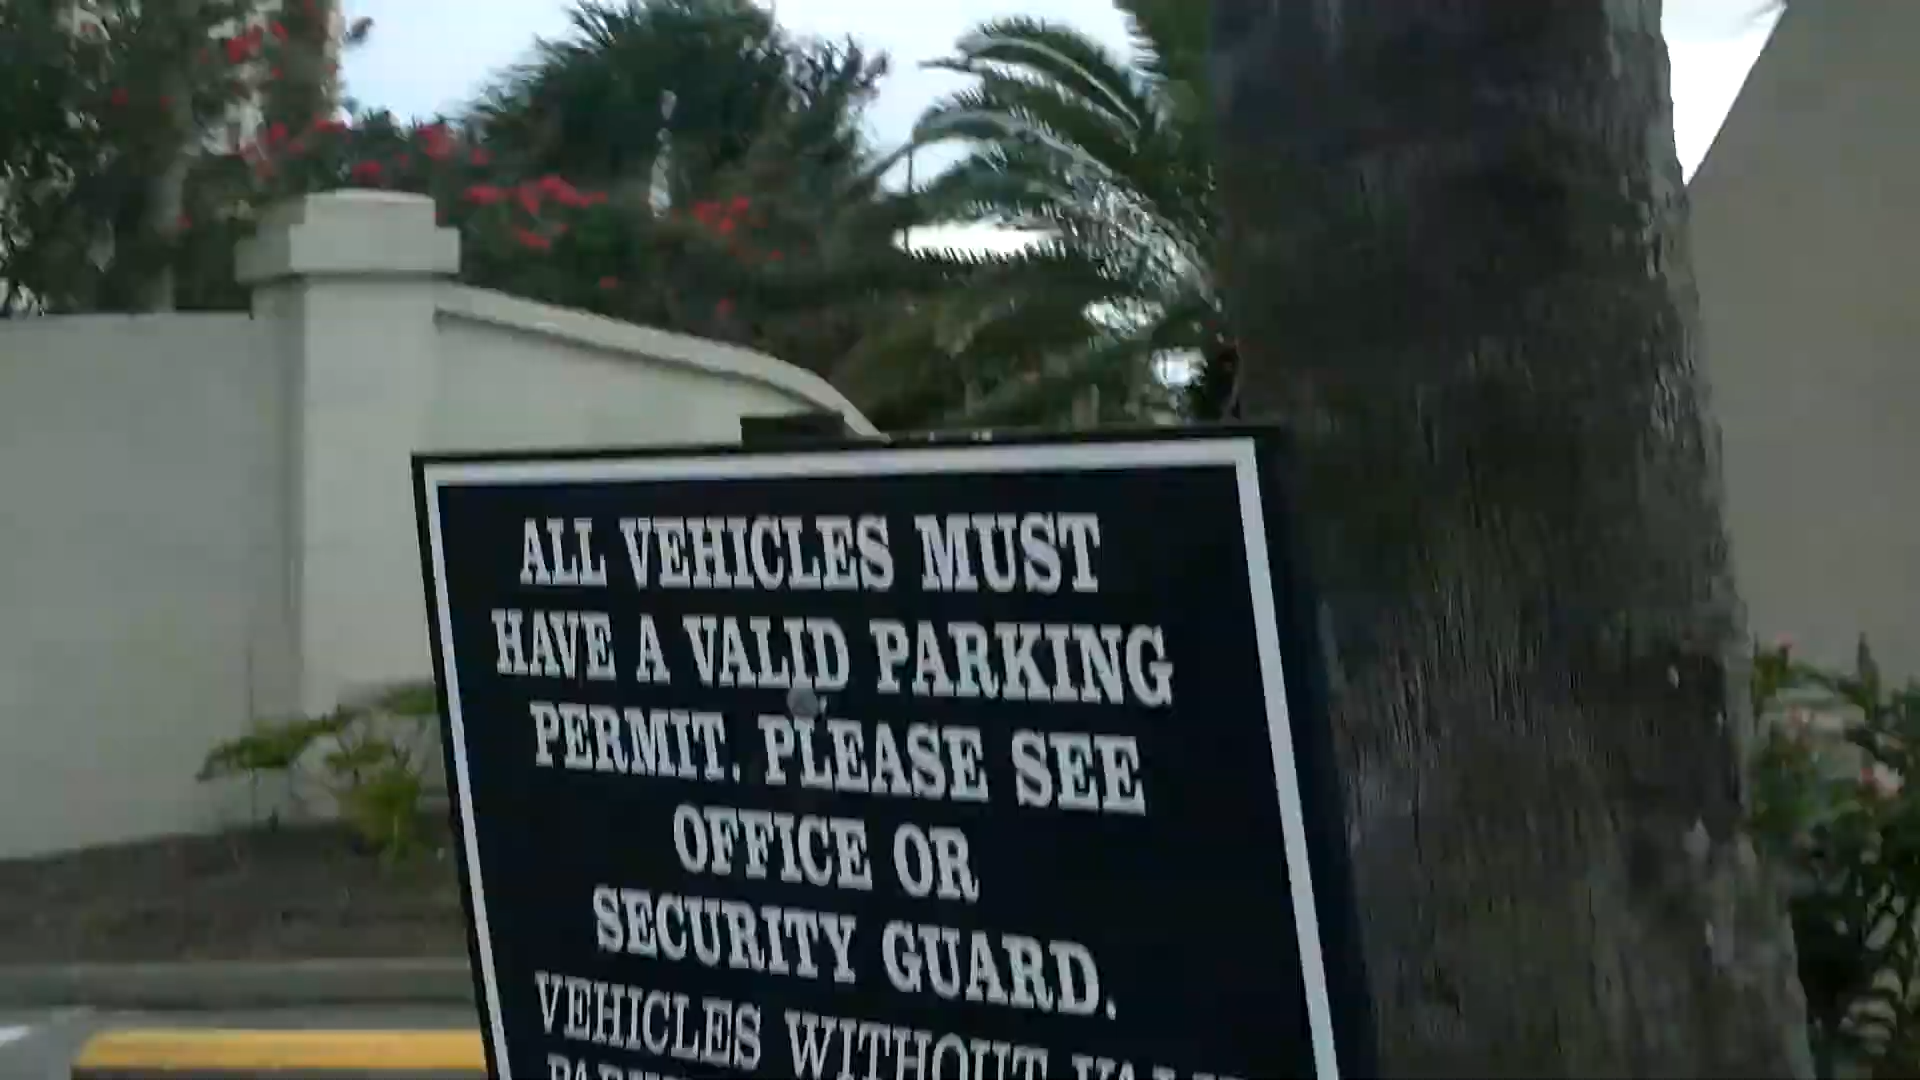 ALL VEHICLES MUST
HAVE A VALID PARKING
PERMIT. PLEASE SEE
OFFICE OR
SECURITY GUARD.
VEHICLES WITHOUT